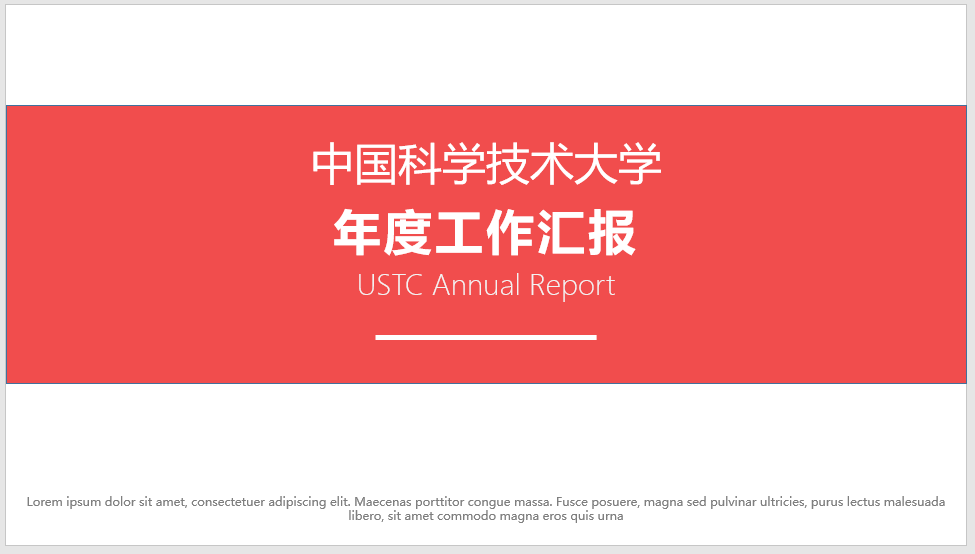 中国科学技术大学
年度工作汇报
USTC Annual Report
Lorem ipsum dolor sit amet, consectetuer adipiscing elit. Maecenas porttitor congue massa. Fusce posuere, magna sed pulvinar ultricies, purus lectus malesuada
libero, sit amet commodo magna eros quis urna